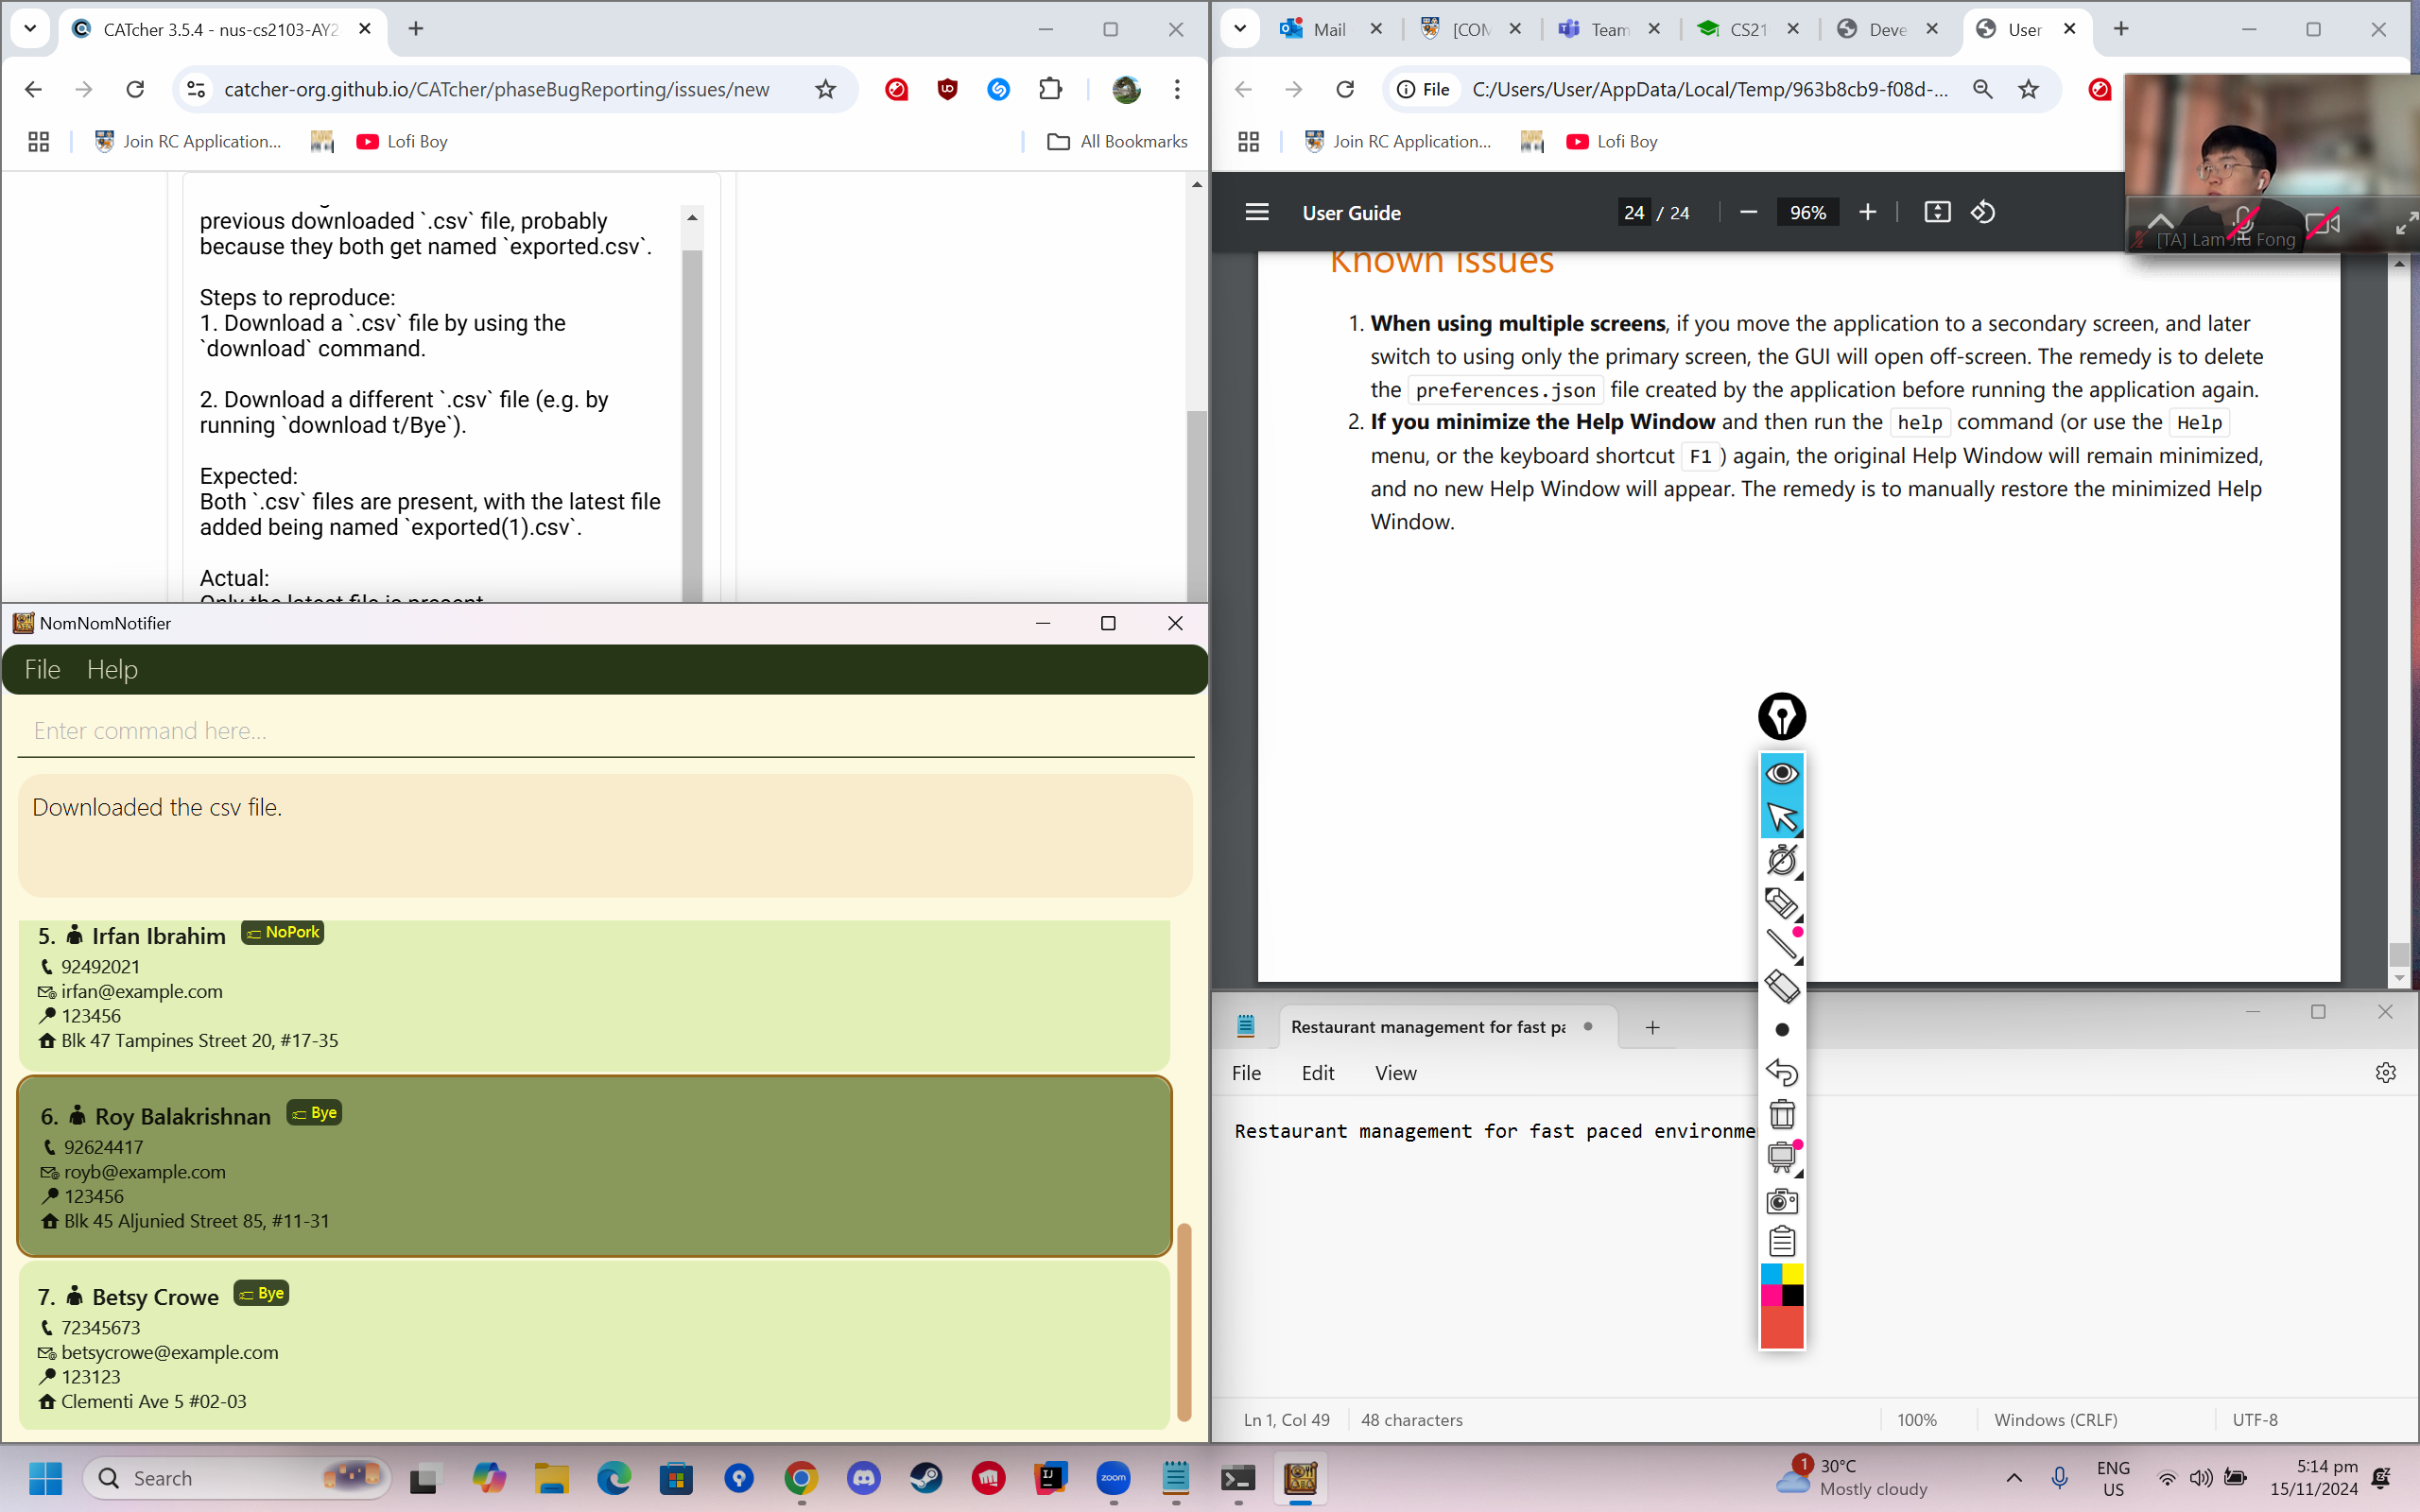 CATcher 3.5.4 - nus-cs2103-AY2
catcher-org.github.io/CATcher/phaseBugReporting/issues/new
Join RC Application...
Lofi Boy
All Bookmarks
previous downloaded `.csv` file, probably
because they both get named `exported.csv`.
Steps to reproduce:
1. Download a `.csv` file by using the
`download` command.
2. Download a different `.csv` file (e.g. by
running `download t/Bye`).
Expected:
Both `.csv` files are present, with the latest file
added being named `exported(1).csv`.
Actual:
Only the latest file is present
Mail
[COM
Team
CS21
Deve
User
File
C:/Users/User/AppData/Local/Temp/963b8cb9-f08d-...
Join RC Application...
Lofi Boy
User Guide
24 / 24
96%
[TA] Lam Jiu Fong
Known issues
1. When using multiple screens, if you move the application to a secondary screen, and later
switch to using only the primary screen, the GUI will open off-screen. The remedy is to delete
the preferences.json file created by the application before running the application again.
2. If you minimize the Help Window and then run the help command (or use the Help
menu, or the keyboard shortcut F1 ) again, the original Help Window will remain minimized,
and no new Help Window will appear. The remedy is to manually restore the minimized Help
Window.
NomNomNotifier
File Help
Enter command here...
Downloaded the csv file.
5. Irfan Ibrahim NoPork
92492021
irfan@example.com
123456
Blk 47 Tampines Street 20, #17-35
6. Roy Balakrishnan Bye
92624417
royb@example.com
123456
Blk 45 Aljunied Street 85, #11-31
7. Betsy Crowe Bye
72345673
betsycrowe@example.com
123123
Clementi Ave 5 #02-03
Restaurant management for fast pa
File Edit View
Restaurant management for fast paced environme
Ln 1, Col 49
48 characters
100%
Windows (CRLF)
UTF-8
Search
zoom
1
30°C
Mostly cloudy
ENG
US
5:14 pm
15/11/2024